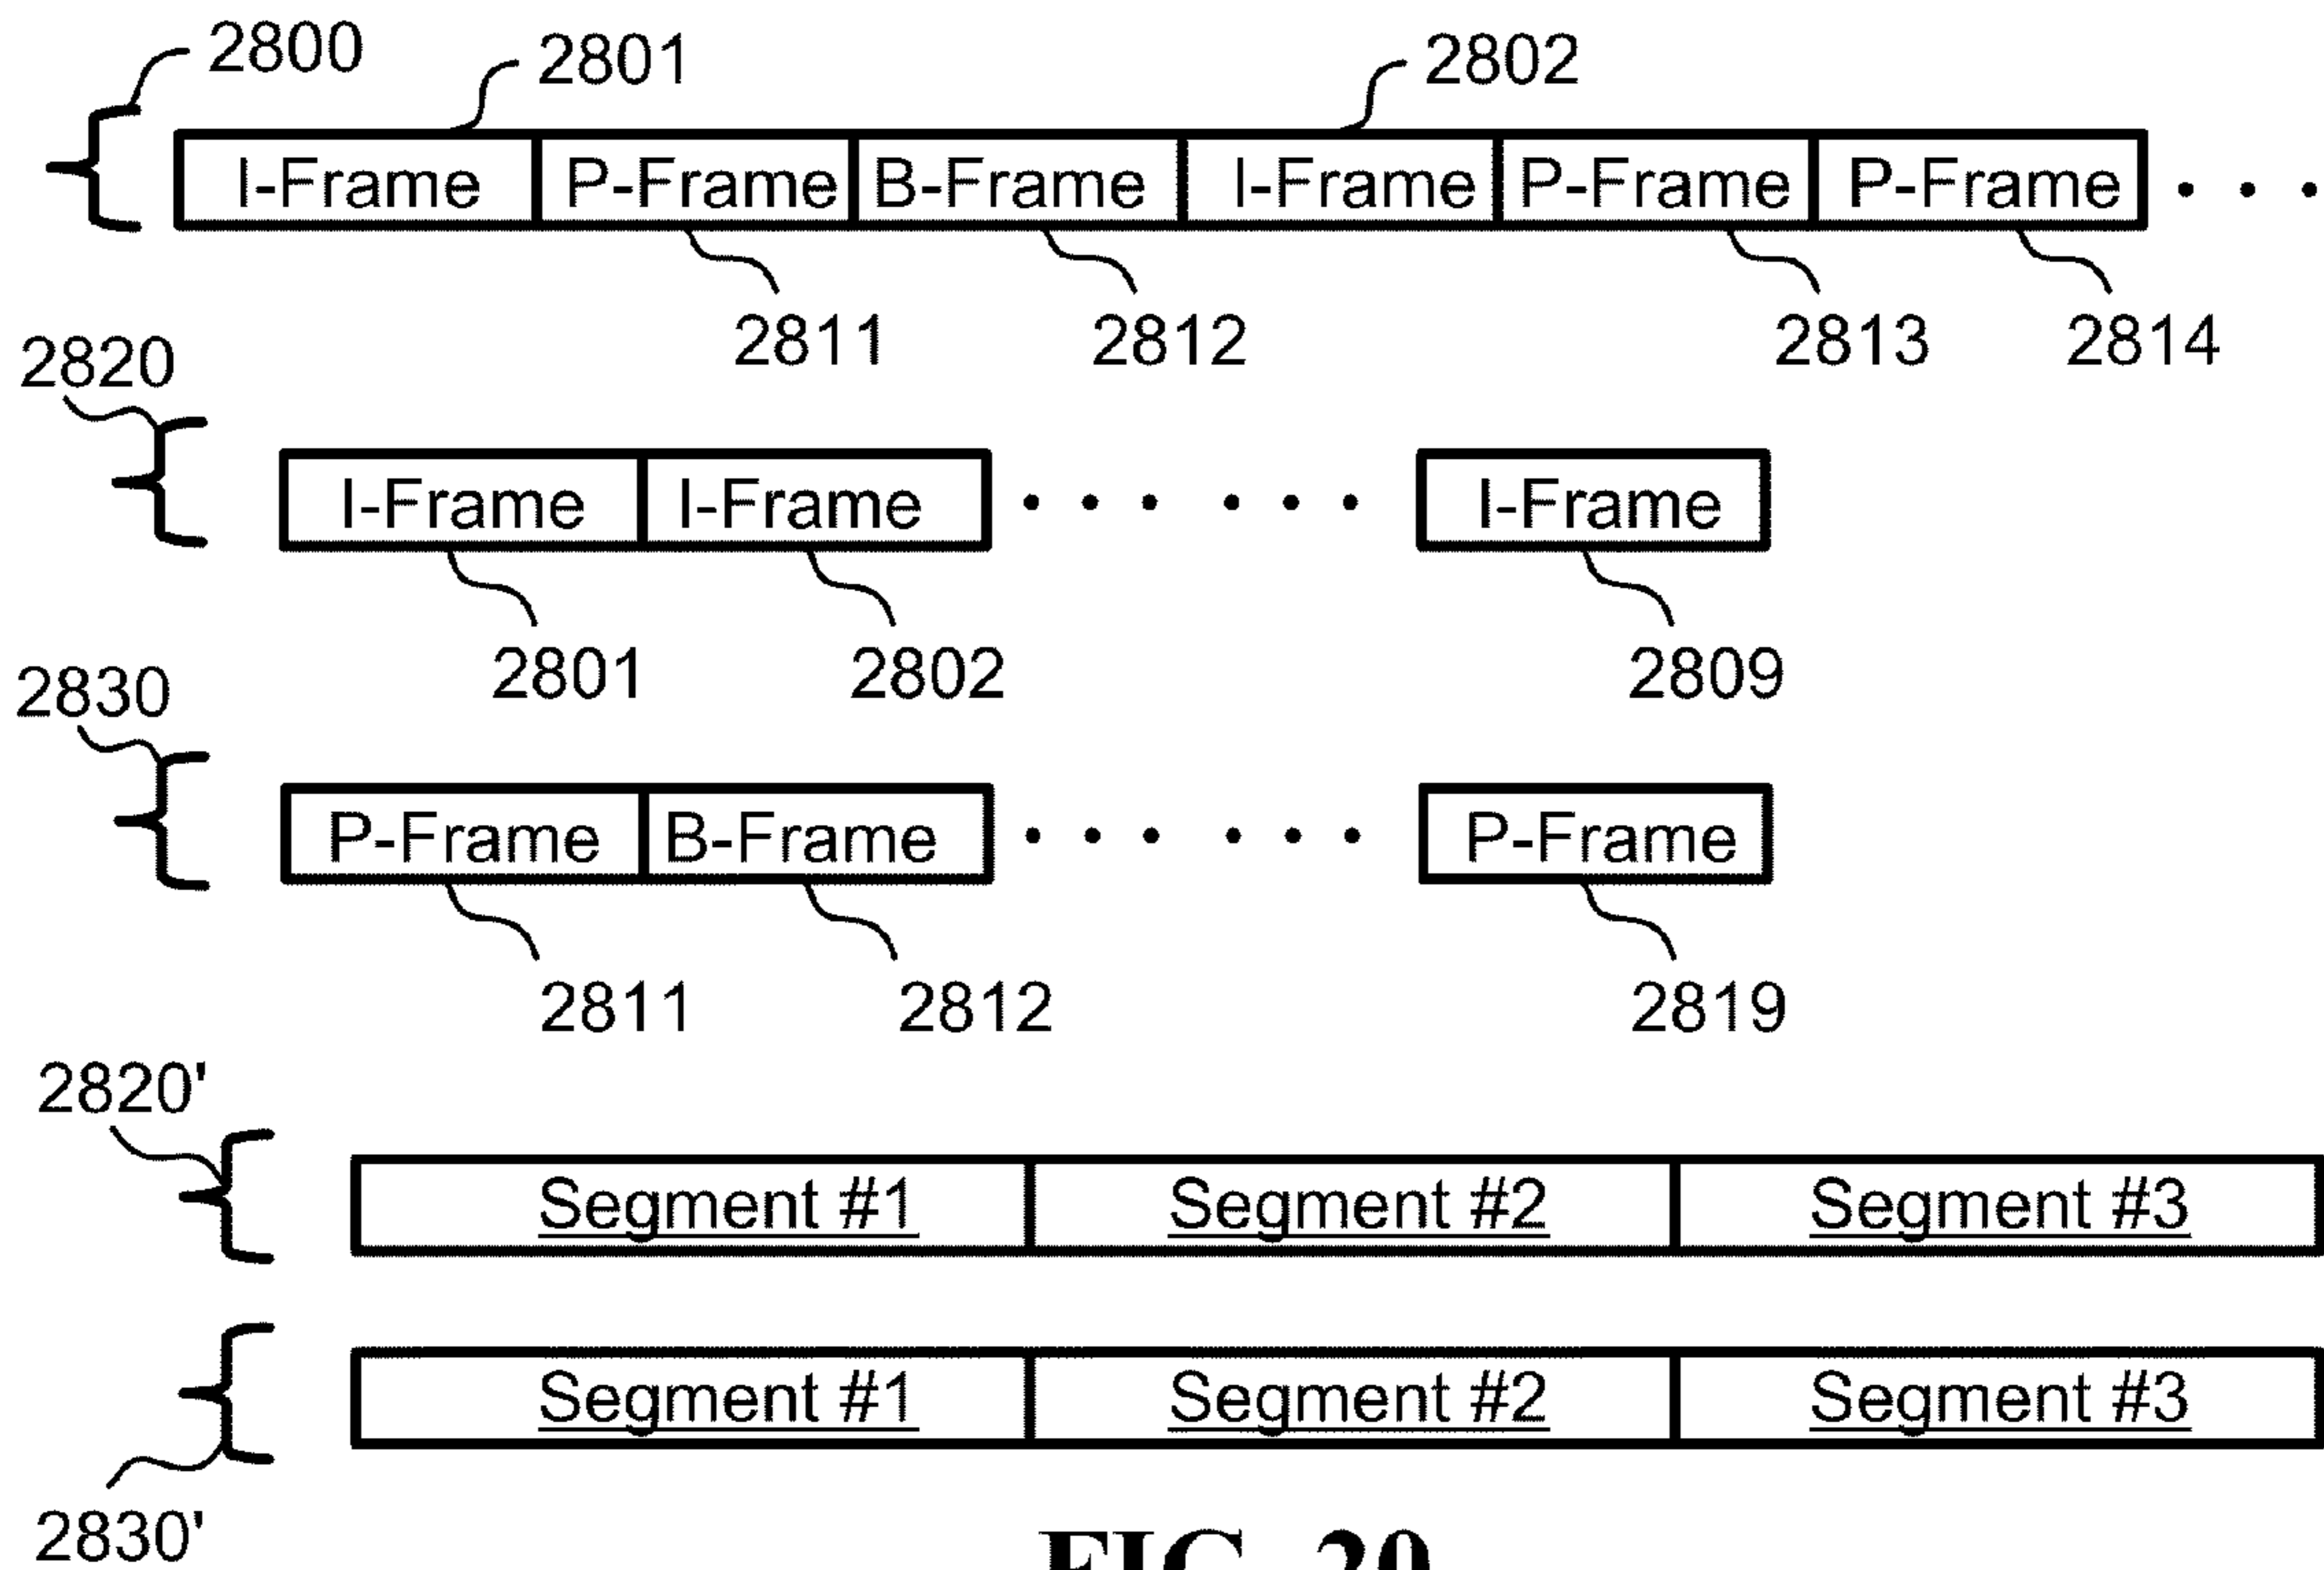 2800 2801 2802
I-Frame P-Frame B-Frame I-Frame P-Frame P-Frame
2811 2812 2813 2814
2820
I-Frame I-Frame I-Frame
2801 2802 2809
2830
P-Frame B-Frame P-Frame
2811 2812 2819
2820'
Segment #1 Segment #2 Segment #3
Segment #1 Segment #2 Segment #3
2830'
FIG.